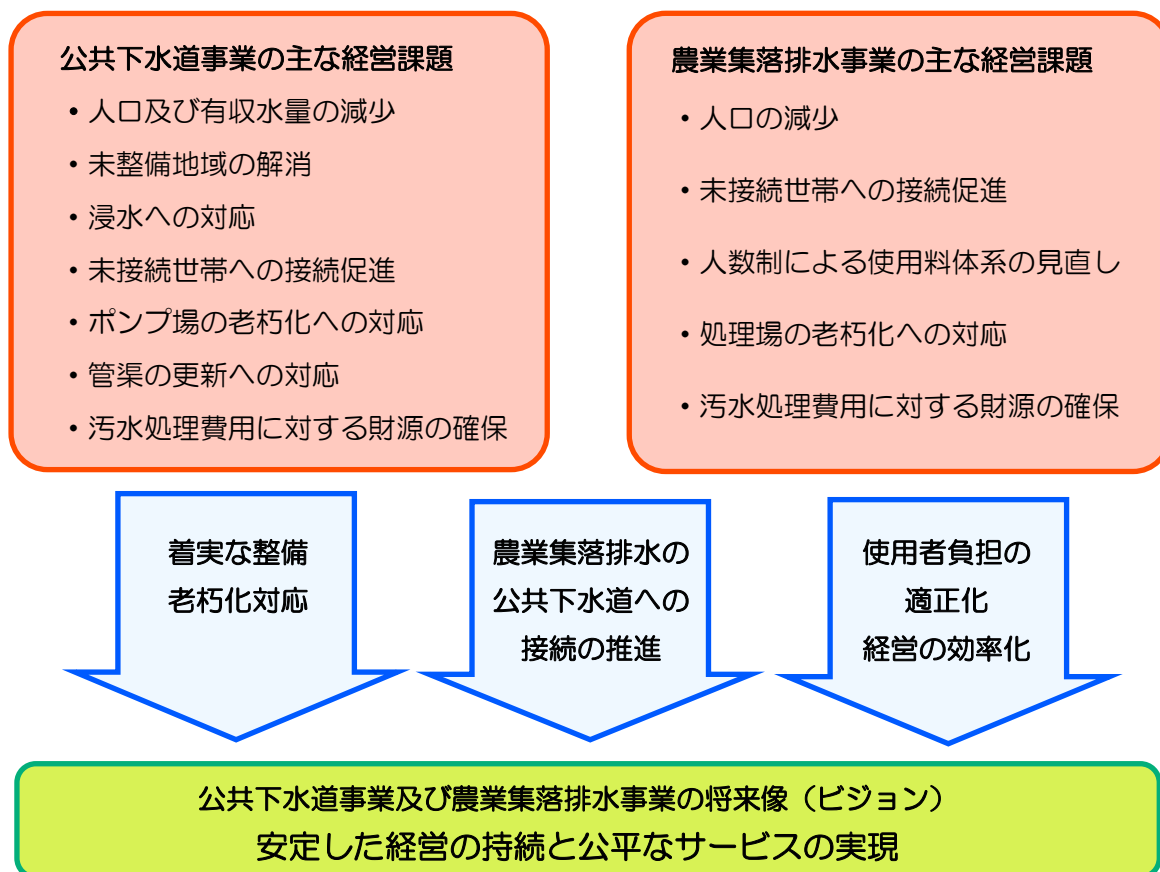 公共下水道事業の主な経営課題
・人口及び有収水量の減少
・未整備地域の解消
・浸水への対応
・未接続世帯への接続促進
・ポンプ場の老朽化への対応
・管渠の更新への対応
・汚水処理費用に対する財源の確保
農業集落排水事業の主な経営課題
・人口の減少
・未接続世帯への接続促進
・人数制による使用料体系の見直し
・処理場の老朽化への対応
・汚水処理費用に対する財源の確保
着実な整備
老朽化対応
農業集落排水の
公共下水道への
接続の推進
使用者負担の
適正化
経営の効率化
公共下水道事業及び農業集落排水事業の将来像（ビジョン）
安定した経営の持続と公平なサービスの実現